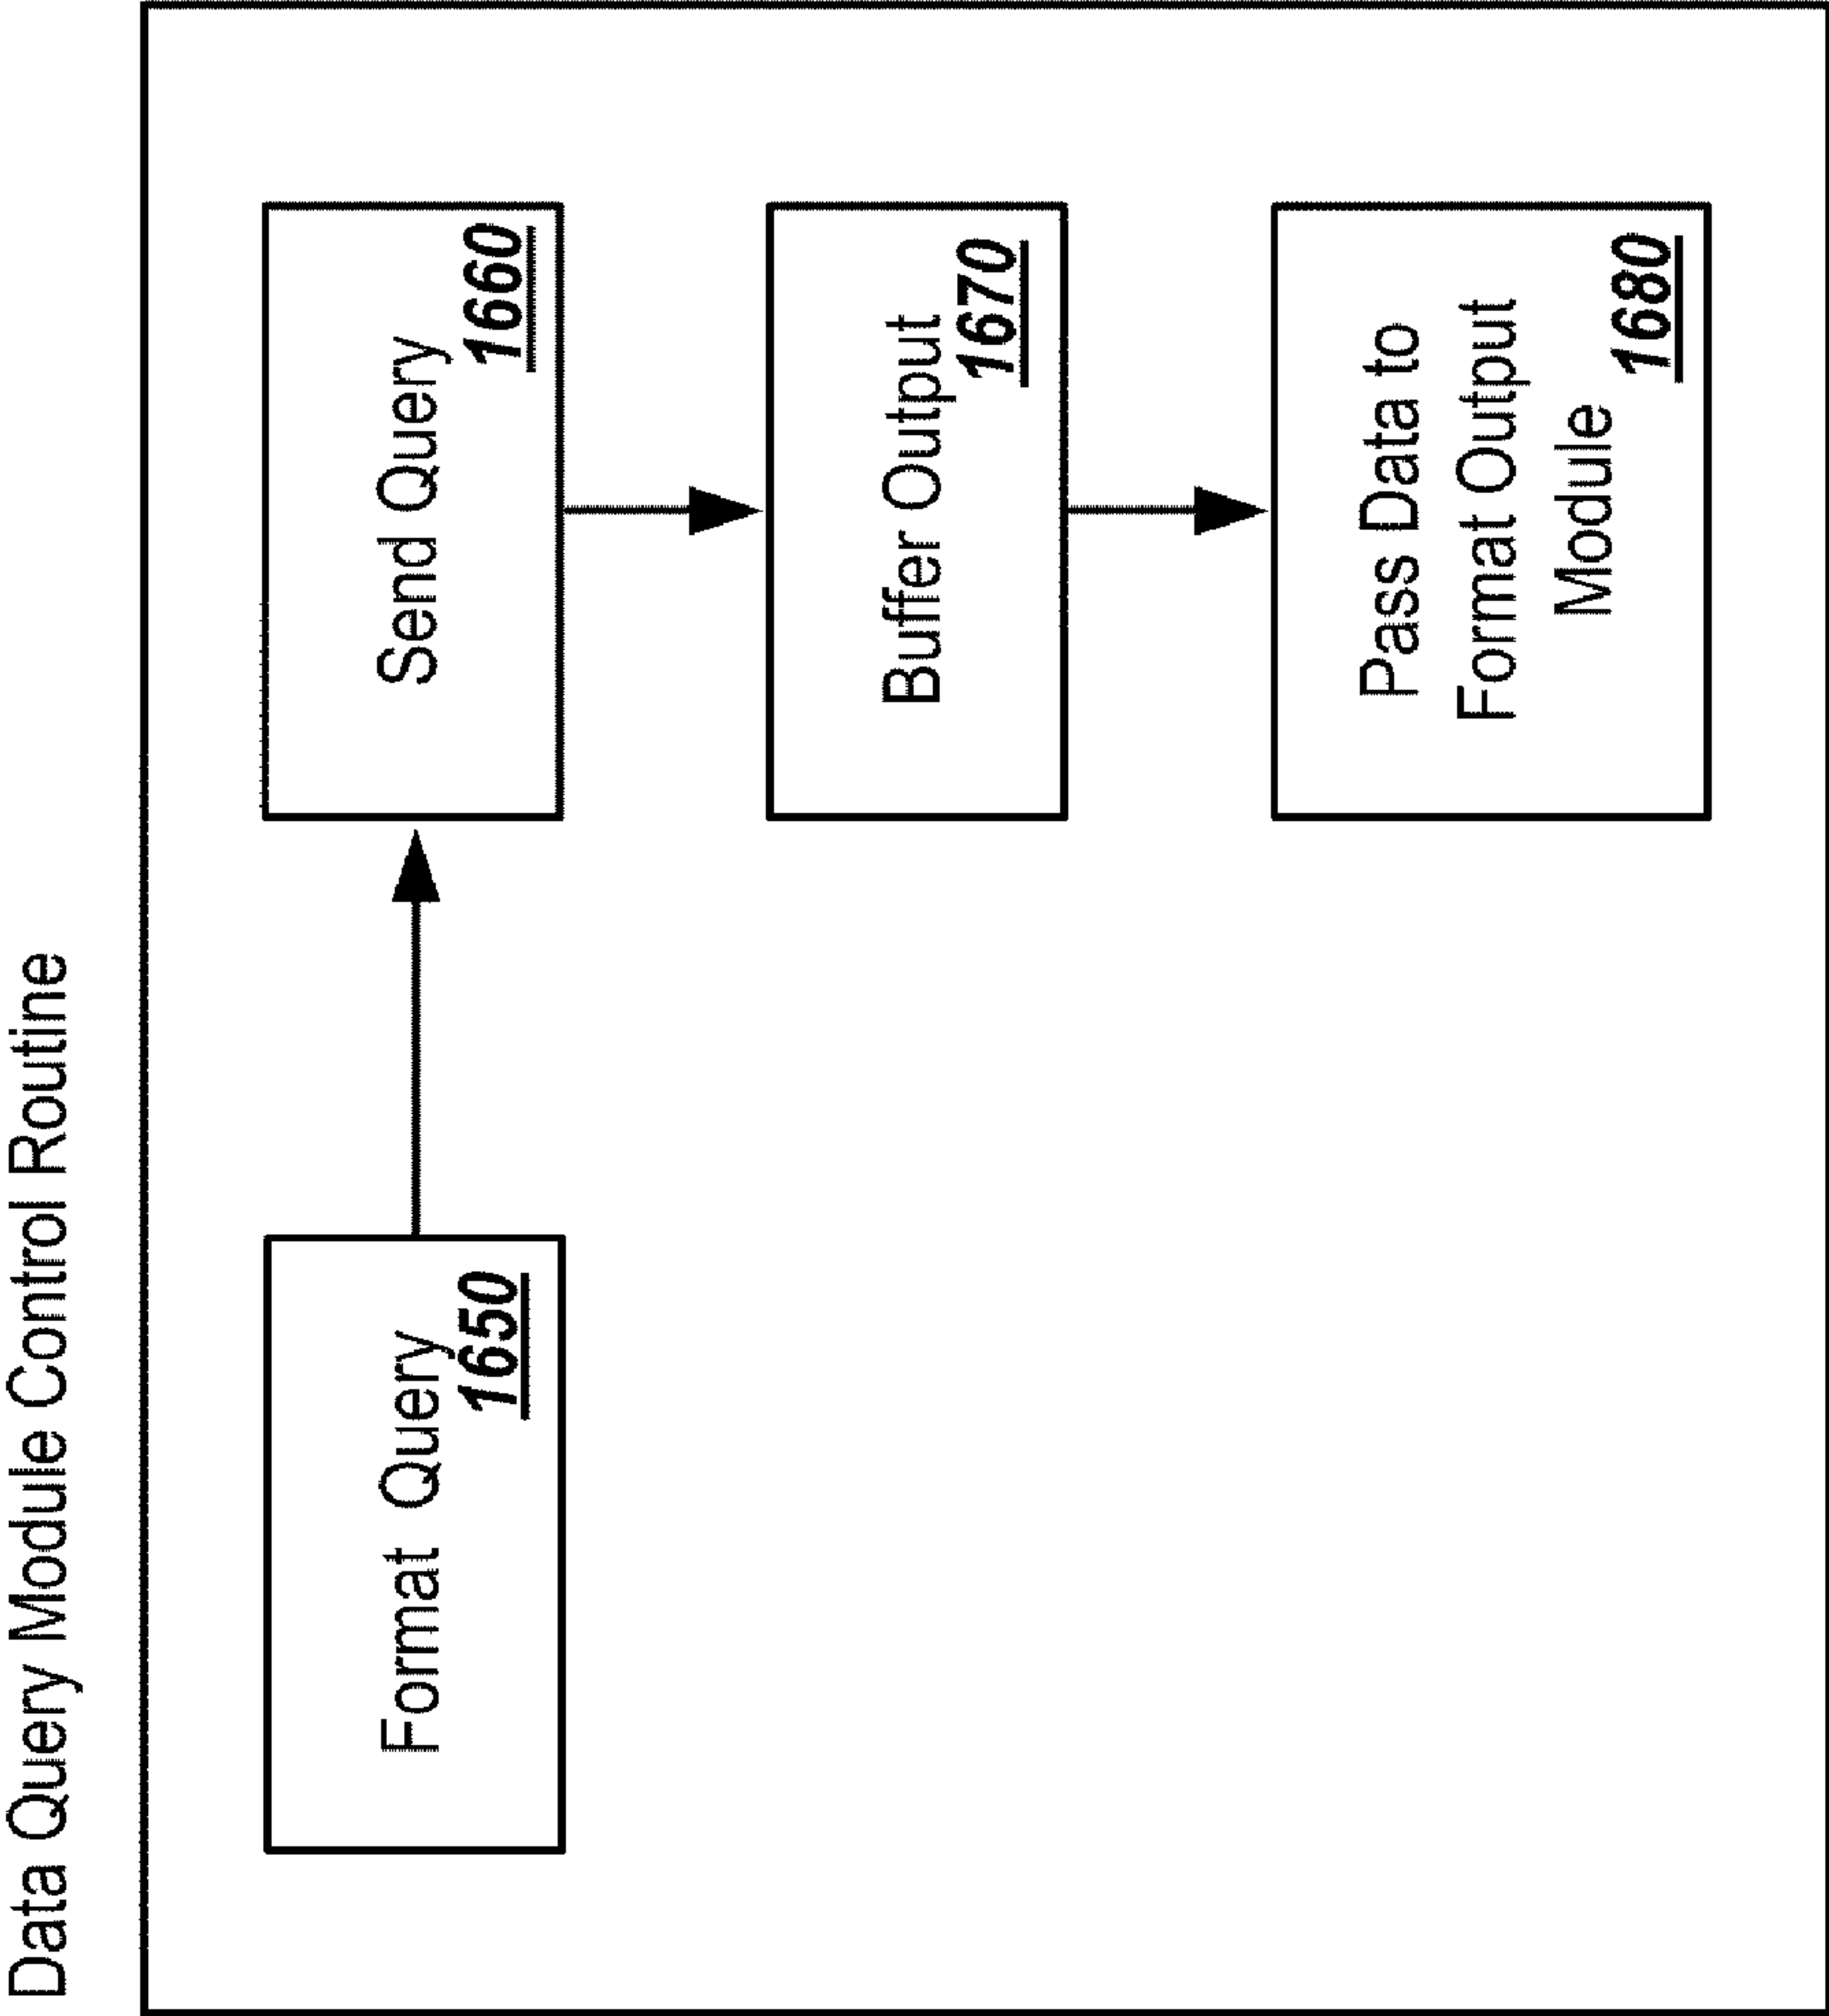 Data Query Module Control Routine
Format Query
1650
Send Query
1660
Buffer Output
1670
Pass Data to
Format Output
Module
1680